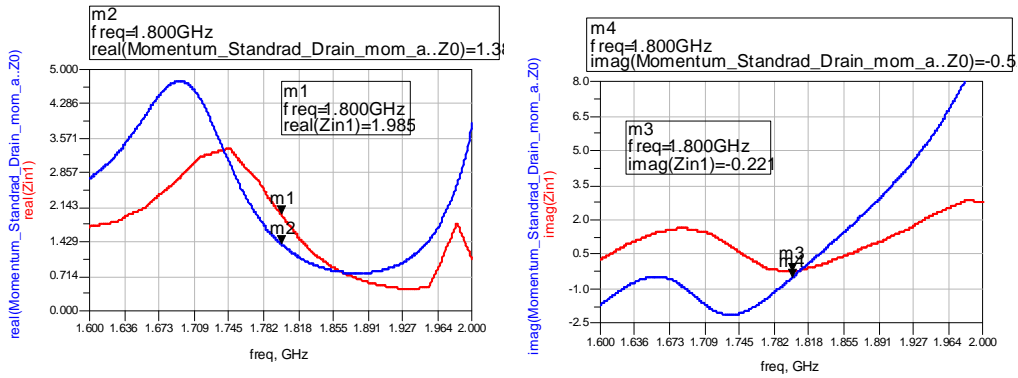 m2
freq=1.800GHz
real(Momentum_Standrad_Drain_mom_a..Z0)=1.38
m1
freq=1.800GHz
real(Zin1)=1.985
real(Momentum_Standrad_Drain_mom_a..Z0)
real(Zin1)
5.000
4.286
3.571
2.857
2.143
1.429
0.714
0.000
m1
m2
1.600 1.636 1.673 1.709 1.745 1.782 1.818 1.855 1.891 1.927 1.964 2.000
freq, GHz
m4
freq=1.800GHz
imag(Momentum_Standrad_Drain_mom_a..Z0)=-0.5
m3
freq=1.800GHz
imag(Zin1)=-0.221
imag(Momentum_Standrad_Drain_mom_a..Z0)
imag(Zin1)
8.0
6.5
5.0
3.5
2.0
0.5
-1.0
-2.5
m3
m4
1.600 1.636 1.673 1.709 1.745 1.782 1.818 1.855 1.891 1.927 1.964 2.000
freq, GHz